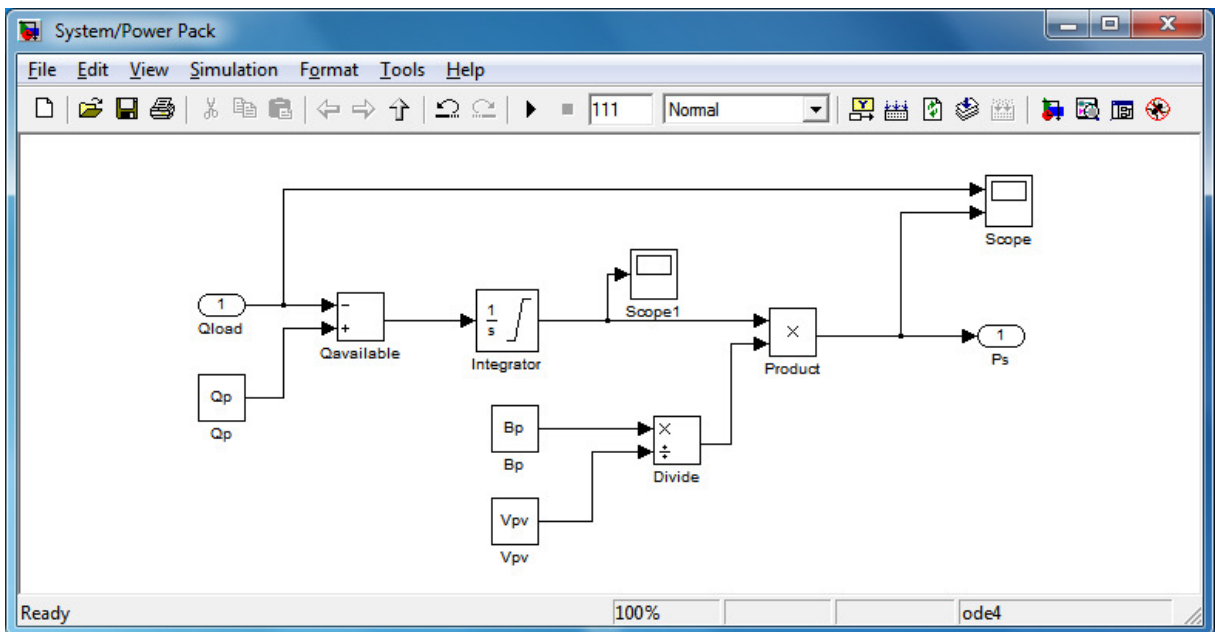 System/Power Pack
File Edit View Simulation Format Tools Help
111 Normal
Scope
1
Qload
−
+
Qavailable
1
s
Integrator
Scope1
×
Product
1
Ps
Qp
Qp
Bp
Bp
×
÷
Divide
Vpv
Vpv
Ready 100% ode4